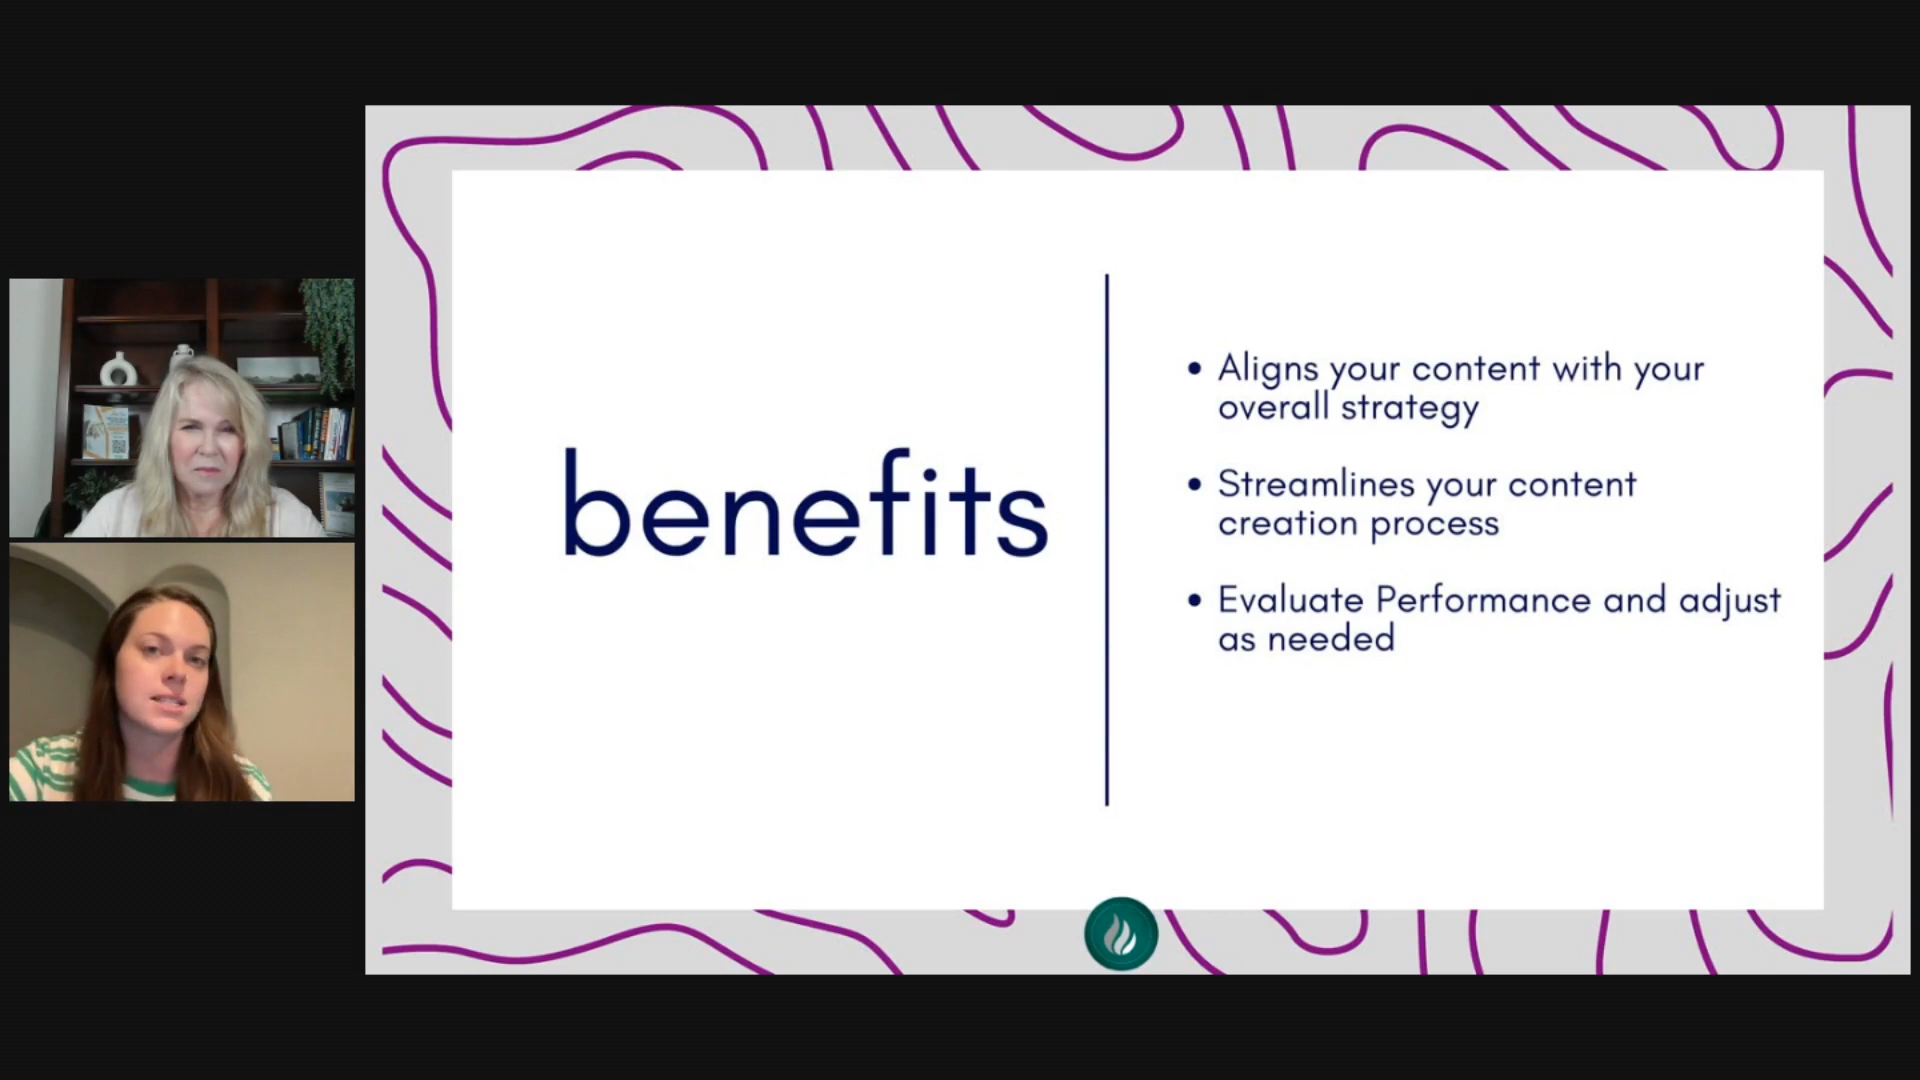 benefits
Aligns your content with your
overall strategy
Streamlines your content
creation process
Evaluate Performance and adjust
as needed